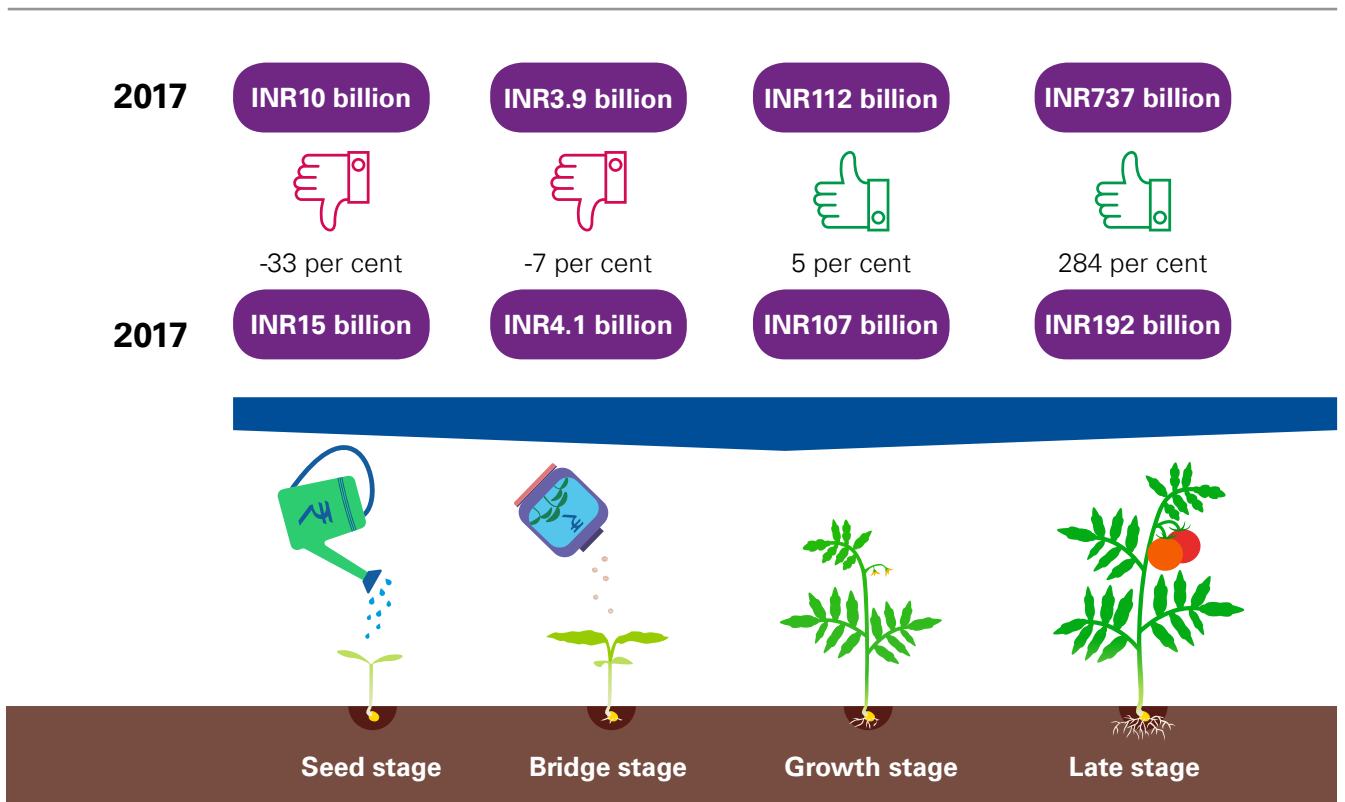 2017
INR10 billion
INR3.9 billion
INR112 billion
INR737 billion
-33 per cent
-7 per cent
5 per cent
284 per cent
2017
INR15 billion
INR4.1 billion
INR107 billion
INR192 billion
₹
₹
Seed stage
Bridge stage
Growth stage
Late stage